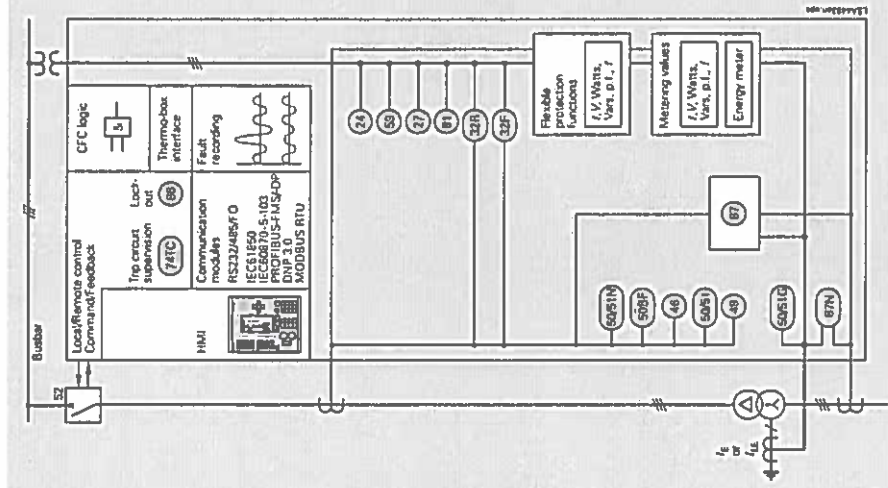 Busbar
52
Local/Remote control
Command/Feedback
Trip circuit
supervision
74TC
Lock-
out
86
CFC logic
&
HMI
Communication
modules
RS232/485/FO
IEC61850
IEC60870-5-103
PROFIBUS-FMS/-DP
DNP 3.0
MODBUS RTU
Thermo-box
interface
Fault
recording
24
59
27
81
32R
32F
Flexible
protection
functions
I, V, Watts,
Vars, p.f., f
Metering values
I, V, Watts,
Vars, p.f., f
Energy meter
87
50/51N
50BF
46
50/51
49
50/51G
87N
IE
or